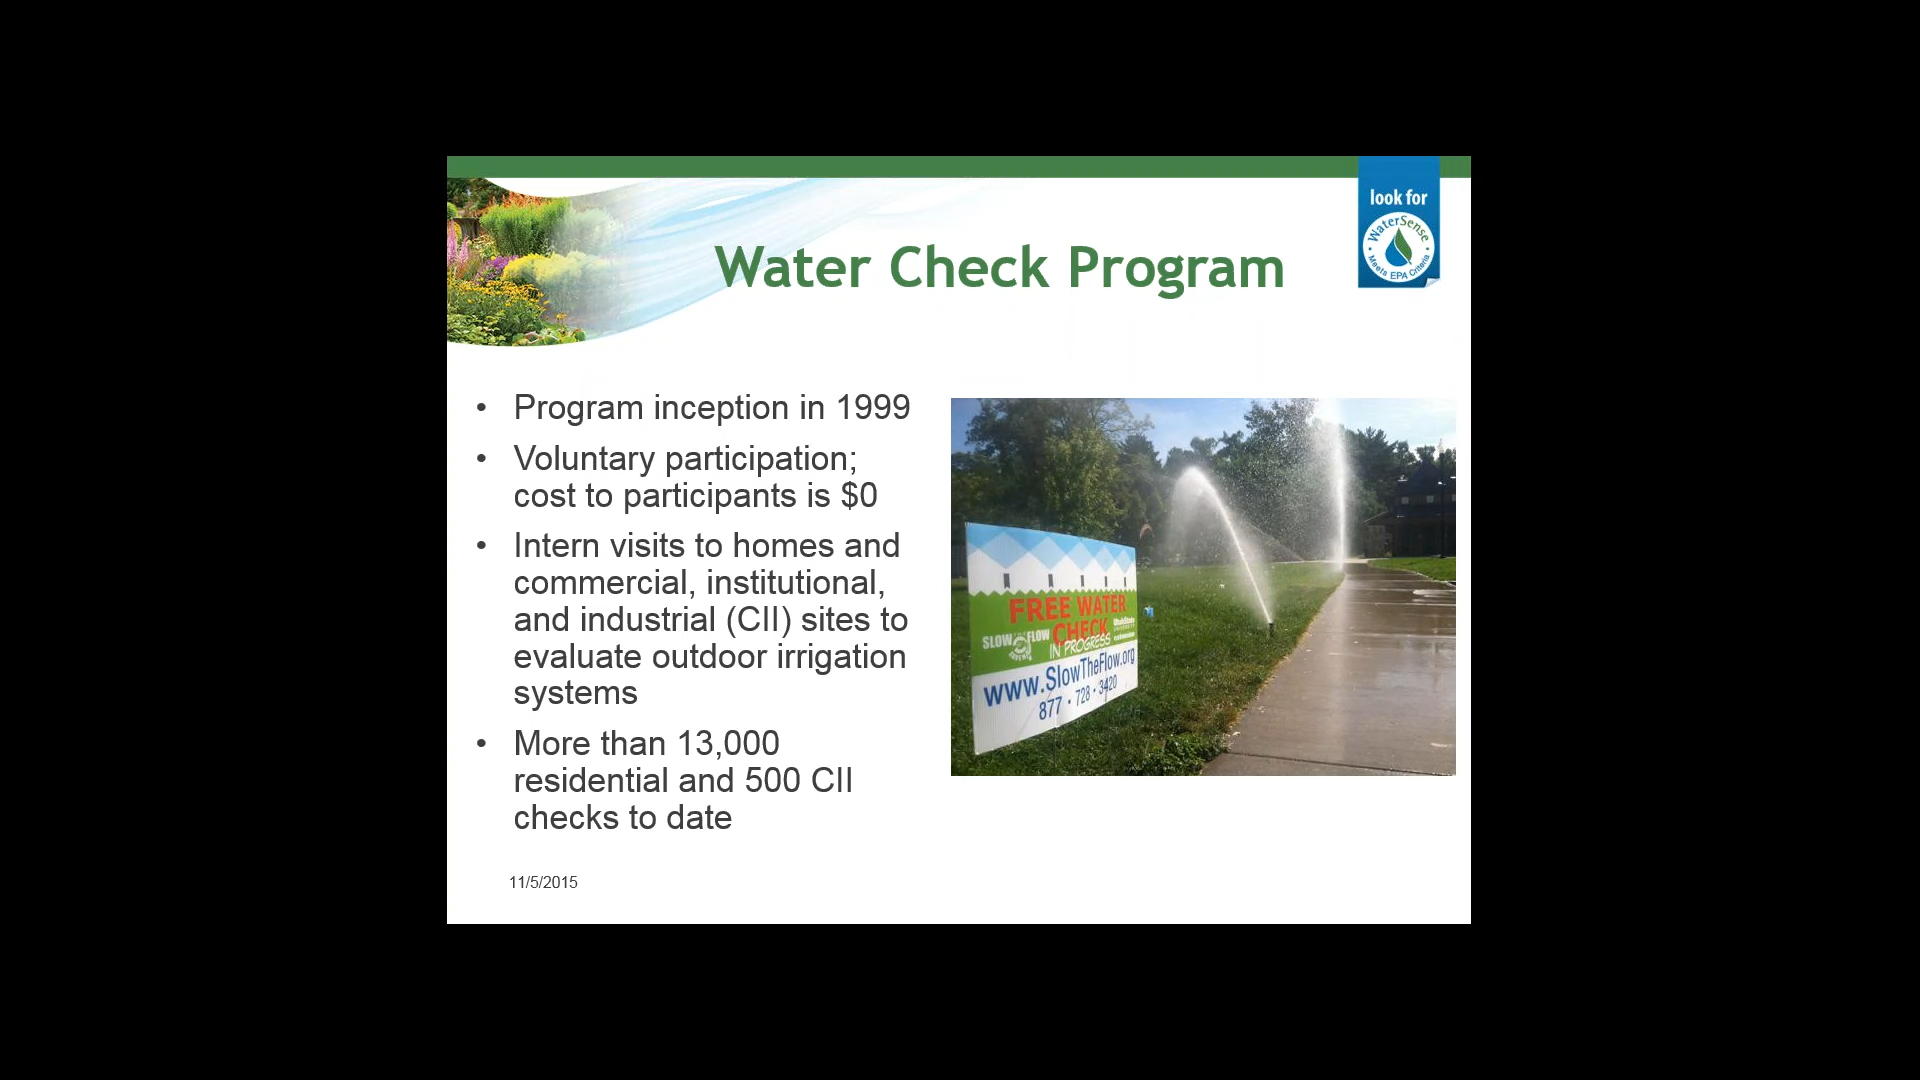 look for
WaterSense
Meets EPA Criteria
Water Check Program
• Program inception in 1999
• Voluntary participation;
cost to participants is $0
• Intern visits to homes and
commercial, institutional,
and industrial (CII) sites to
evaluate outdoor irrigation
systems
• More than 13,000
residential and 500 CII
checks to date
FREE WATER
CHECK
IN PROGRESS
SLOW THE FLOW
UtahState
UNIVERSITY
www.SlowTheFlow.org
877 • 728 • 3420
11/5/2015